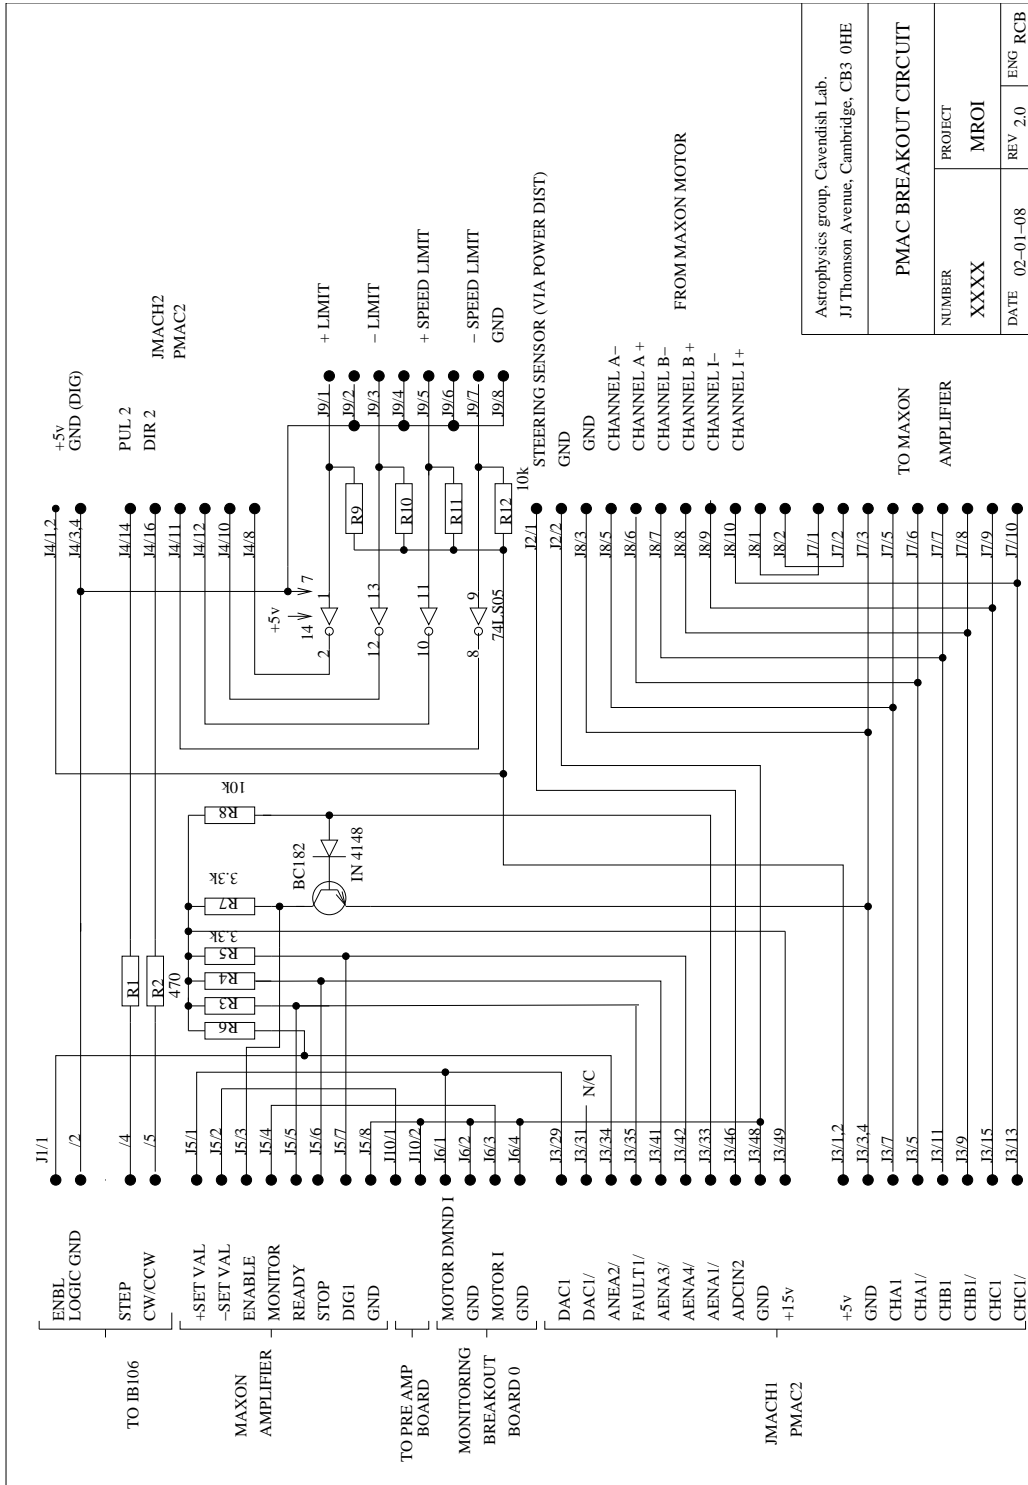 J1/1
ENBL
/2
LOGIC GND
/4
STEP
/5
CW/CCW
TO IB106
J5/1
+SET VAL
J5/2
−SET VAL
J5/3
ENABLE
J5/4
MONITOR
J5/5
READY
J5/6
STOP
J5/7
DIG1
J5/8
GND
MAXON
AMPLIFIER
J10/1
J10/2
TO PRE AMP
BOARD
J6/1
MOTOR DMND I
J6/2
GND
J6/3
MOTOR I
J6/4
GND
MONITORING
BREAKOUT
BOARD 0
J3/29
DAC1
J3/31
DAC1/
N/C
J3/34
ANEA2/
J3/35
FAULT1/
J3/41
AENA3/
J3/42
AENA4/
J3/33
AENA1/
J3/46
ADCIN2
J3/48
GND
J3/49
+15v
J3/1,2
+5v
J3/3,4
GND
J3/7
CHA1
J3/5
CHA1/
J3/11
CHB1
J3/9
CHB1/
J3/15
CHC1
J3/13
CHC1/
JMACH1
PMAC2
R1
R2
470
R6
R3
R4
R5
3.3k
R7
3.3k
R8
10k
BC182
IN 4148
J4/1,2
+5v
J4/3,4
GND (DIG)
J4/14
PUL 2
J4/16
DIR 2
J4/11
J4/12
J4/10
J4/8
JMACH2
PMAC2
+5v
14
7
1
2
13
12
11
10
9
8
74LS05
R9
R10
R11
R12
10k
J9/1
+ LIMIT
J9/2
J9/3
− LIMIT
J9/4
J9/5
+ SPEED LIMIT
J9/6
J9/7
− SPEED LIMIT
J9/8
GND
J2/1
STEERING SENSOR (VIA POWER DIST)
J2/2
GND
J8/3
GND
J8/5
CHANNEL A−
J8/6
CHANNEL A +
J8/7
CHANNEL B−
J8/8
CHANNEL B +
J8/9
CHANNEL I−
J8/10
CHANNEL I +
FROM MAXON MOTOR
J8/1
J8/2
J7/1
J7/2
J7/3
J7/5
J7/6
J7/7
J7/8
J7/9
J7/10
TO MAXON
AMPLIFIER
Astrophysics group, Cavendish Lab.
JJ Thomson Avenue, Cambridge, CB3 0HE
PMAC BREAKOUT CIRCUIT
NUMBER
XXXX
PROJECT
MROI
DATE 02−01−08
REV 2.0
ENG RCB